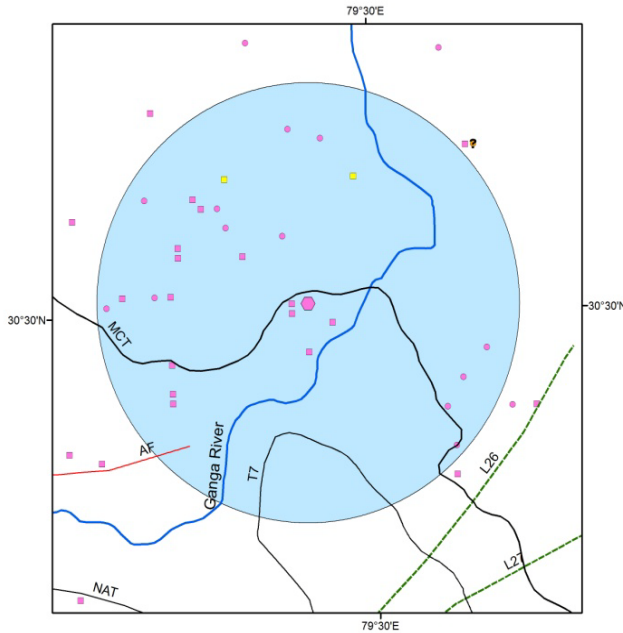 79°30'E
?
30°30'N
30°30'N
MCT
AF
Ganga River
T7
L26
L27
NAT
79°30'E